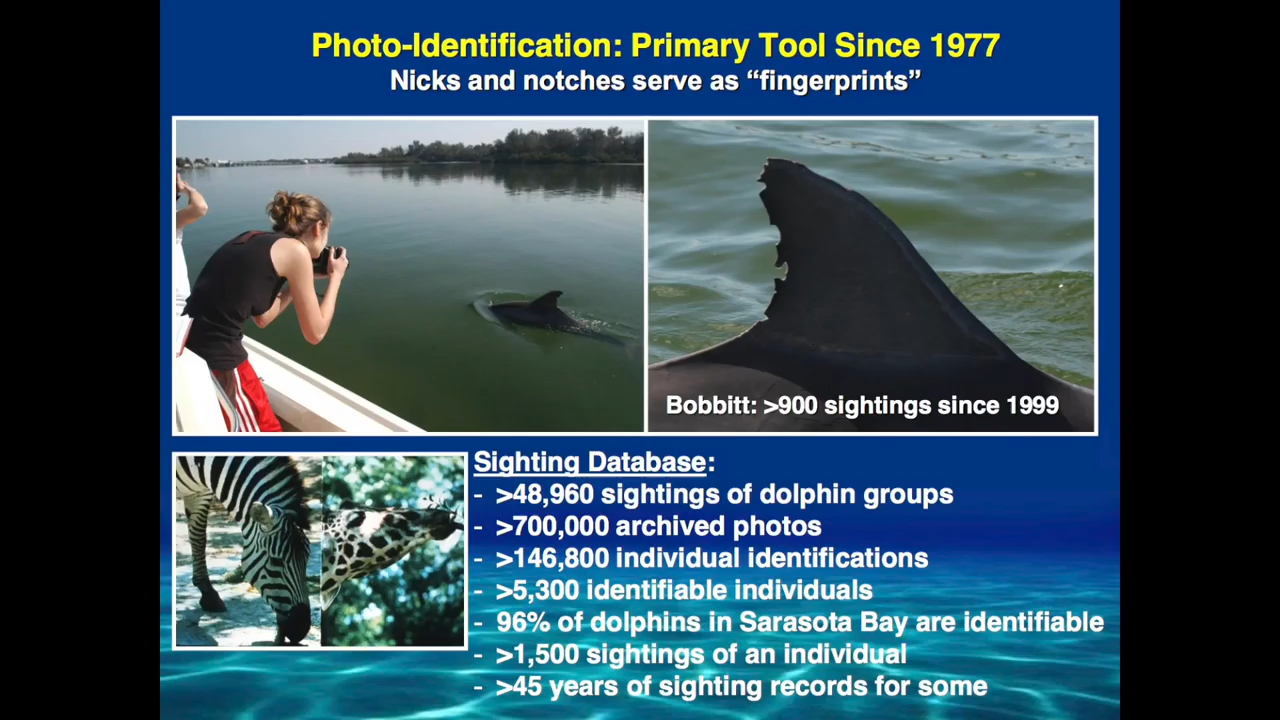 Photo-Identification: Primary Tool Since 1977
Nicks and notches serve as “fingerprints”
Bobbitt: >900 sightings since 1999
Sighting Database:
- >48,960 sightings of dolphin groups
- >700,000 archived photos
- >146,800 individual identifications
- >5,300 identifiable individuals
- 96% of dolphins in Sarasota Bay are identifiable
- >1,500 sightings of an individual
- >45 years of sighting records for some